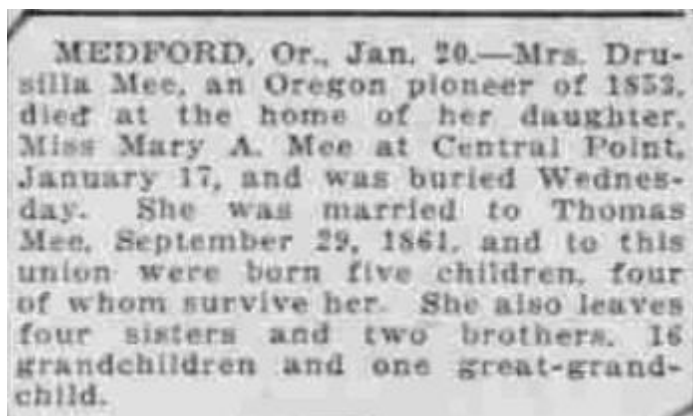 MEDFORD, Or., Jan. 20.—Mrs. Dru-
silla Mee, an Oregon pioneer of 1853,
died at the home of her daughter,
Miss Mary A. Mee at Central Point,
January 17, and was buried Wednes-
day. She was married to Thomas
Mee, September 29, 1861, and to this
union were born five children, four
of whom survive her. She also leaves
four sisters and two brothers, 16
grandchildren and one great-grand-
child.